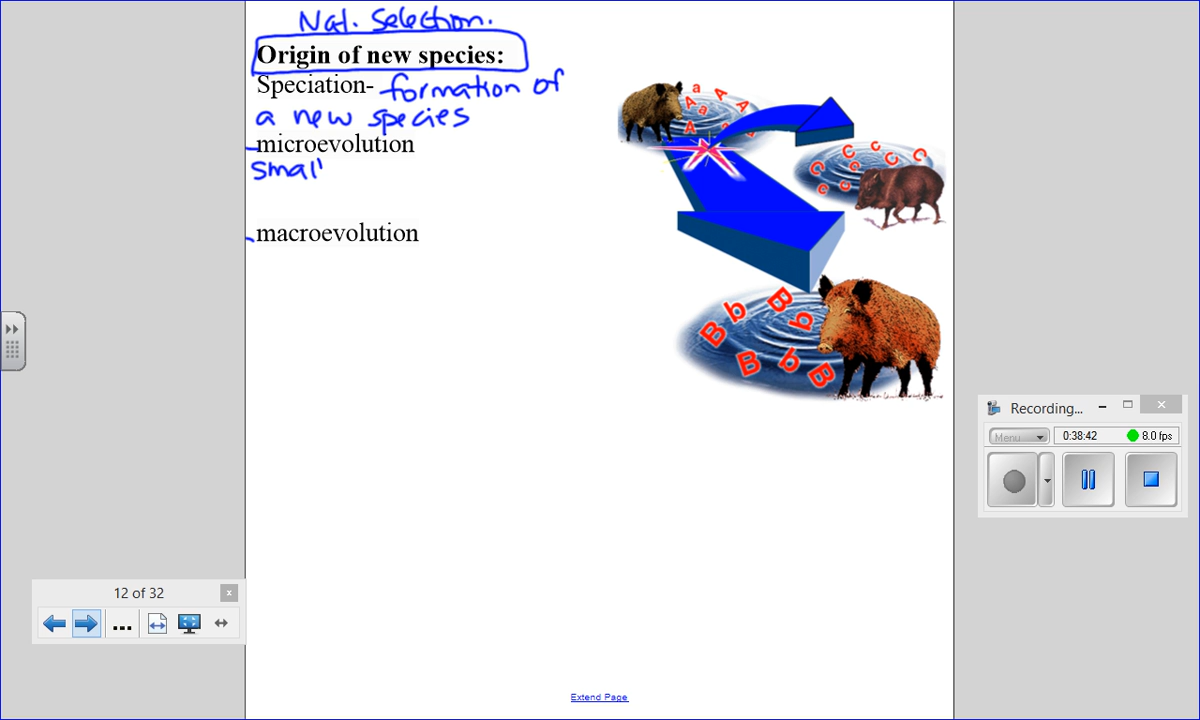 Nat. Selection.
Origin of new species:
Speciation- formation of
a new species
microevolution
Smal
macroevolution
a
A A A
a
A
C C C C C
c c c
B b B b
B b B
Recording...
Menu 0:38:42 8.0 fps
12 of 32
...
Extend Page